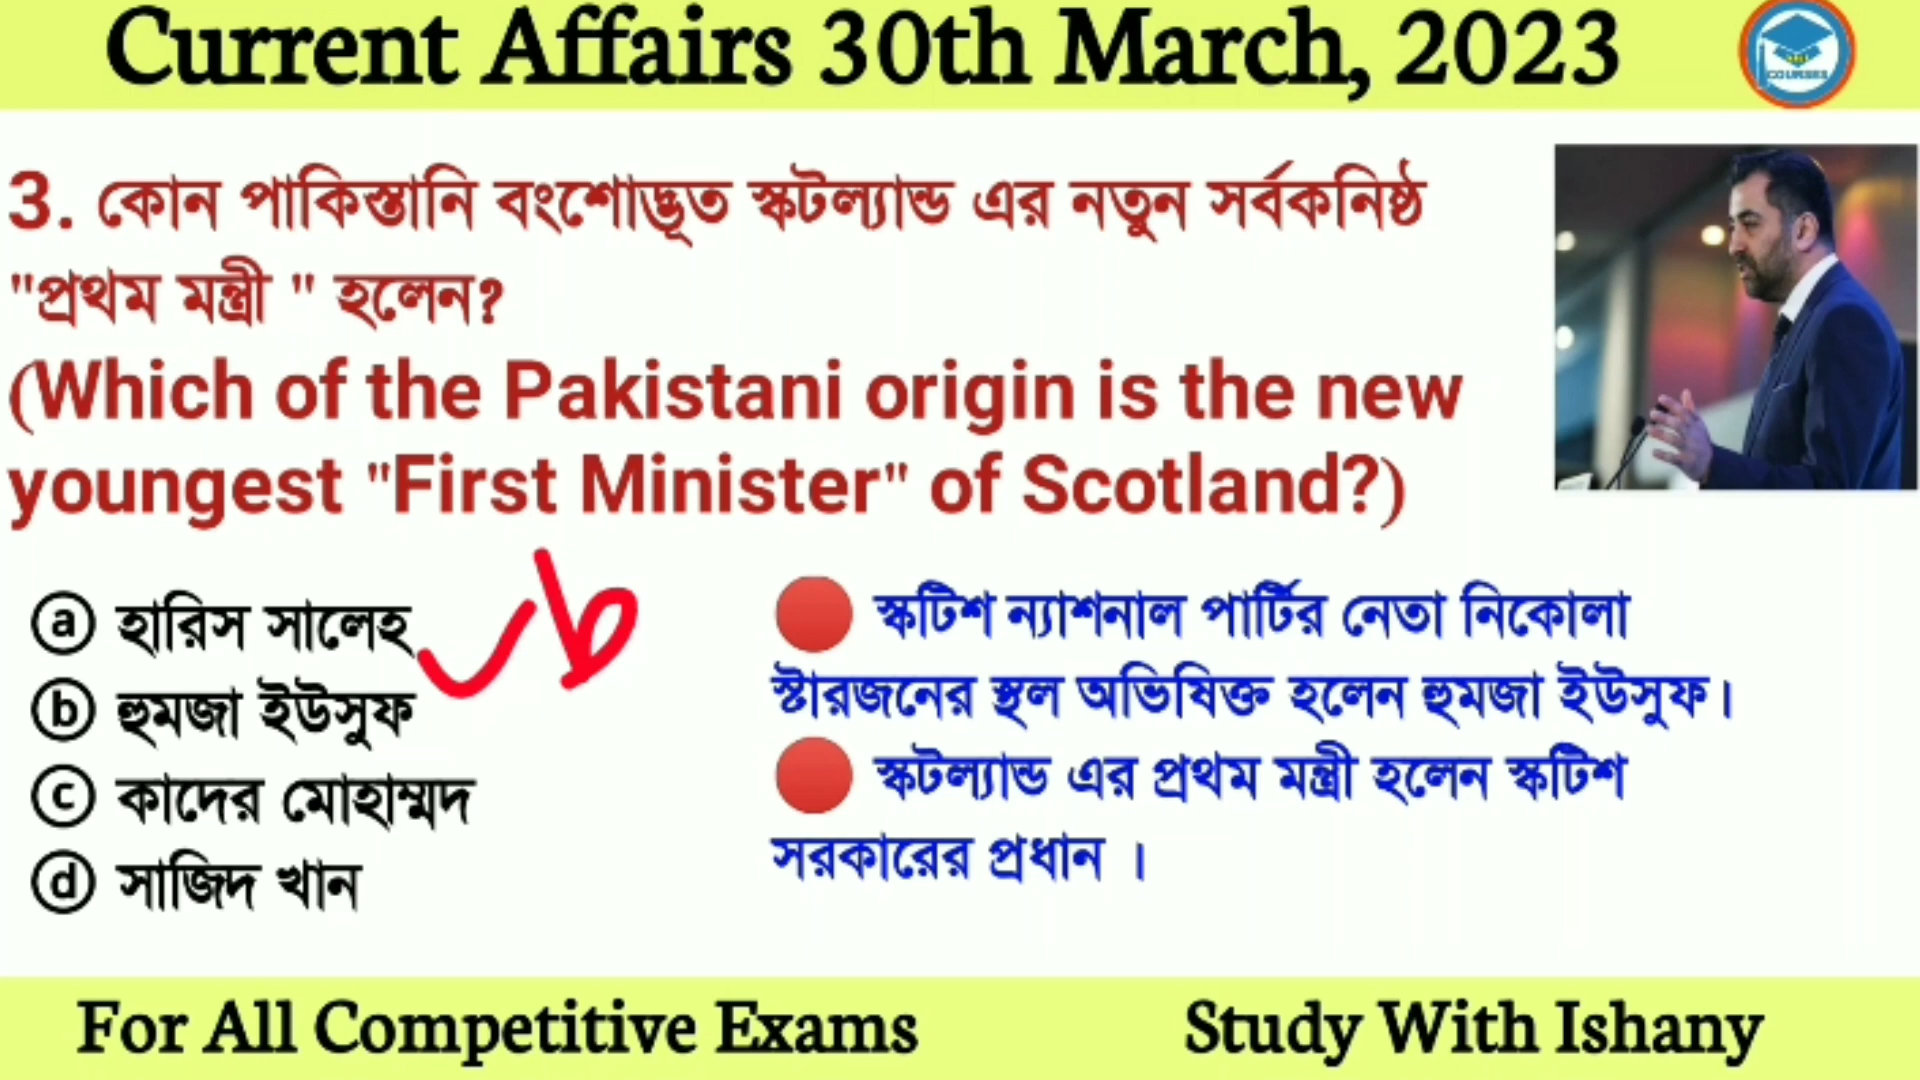 Current Affairs 30th March, 2023
COURSES
3. কোন পাকিস্তানি বংশোদ্ভূত স্কটল্যান্ড এর নতুন সর্বকনিষ্ঠ
"প্রথম মন্ত্রী " হলেন?
(Which of the Pakistani origin is the new
youngest "First Minister" of Scotland?)
ⓐ হারিস সালেহ
ⓑ হুমজা ইউসুফ
ⓒ কাদের মোহাম্মদ
ⓓ সাজিদ খান
b
🔴 স্কটিশ ন্যাশনাল পার্টির নেতা নিকোলা
স্টারজনের স্থল অভিষিক্ত হলেন হুমজা ইউসুফ।
🔴 স্কটল্যান্ড এর প্রথম মন্ত্রী হলেন স্কটিশ
সরকারের প্রধান ।
For All Competitive Exams
Study With Ishany